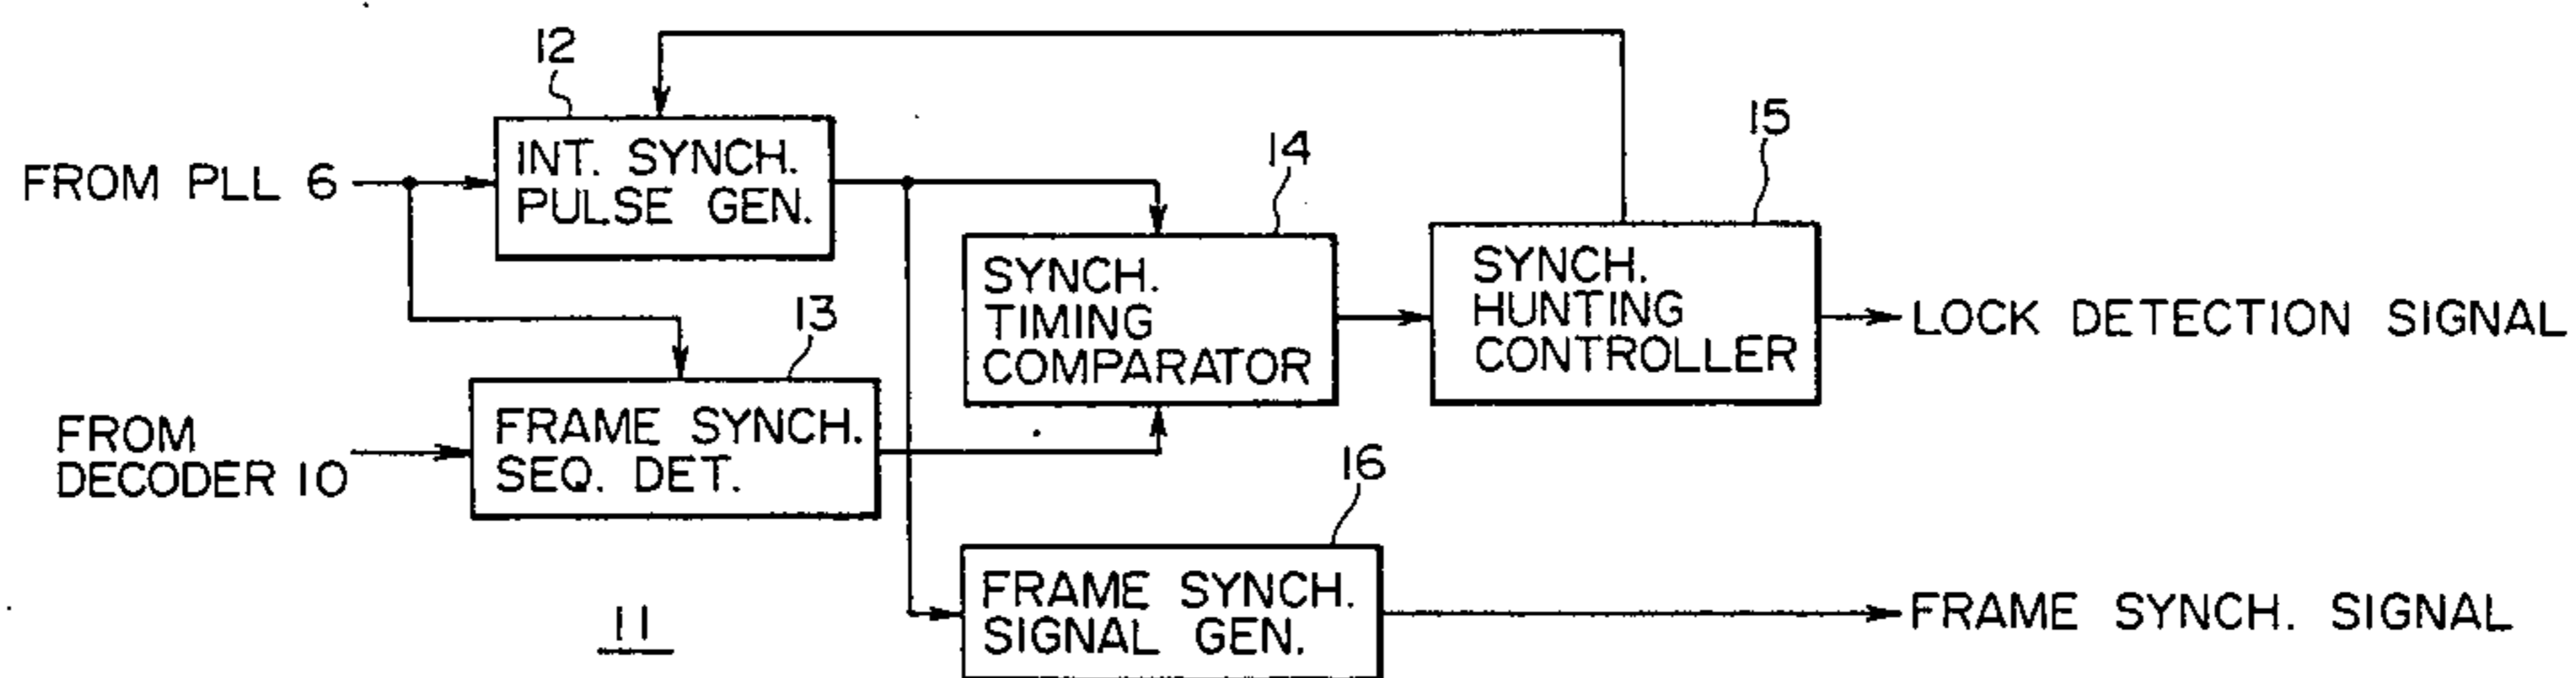 12
INT. SYNCH.
PULSE GEN.
FROM PLL 6
14
SYNCH.
TIMING
COMPARATOR
15
SYNCH.
HUNTING
CONTROLLER
LOCK DETECTION SIGNAL
13
FRAME SYNCH.
SEQ. DET.
FROM
DECODER 10
16
FRAME SYNCH.
SIGNAL GEN.
FRAME SYNCH. SIGNAL
11